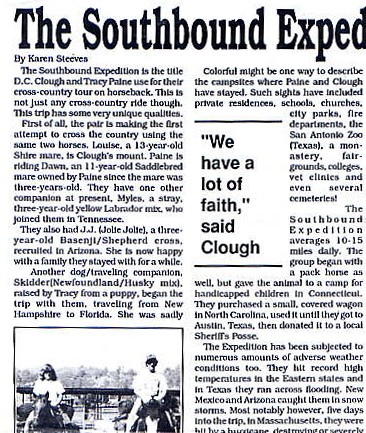 The Southbound Exped
By Karen Steeves
The Southbound Expedition is the title
D.C. Clough and Tracy Paine use for their
cross-country tour on horseback. This is
not just any cross-country ride though.
This trip has some very unique qualities.
First of all, the pair is making the first
attempt to cross the country using the
same two horses. Louise, a 13-year-old
Shire mare, is Clough's mount. Paine is
riding Dawn, an 11-year-old Saddlebred
mare owned by Paine since the mare was
three-years-old. They have one other
companion at present, Myles, a stray,
three-year-old yellow Labrador mix, who
joined them in Tennessee.
They also had J.J. (Jolie Jolie), a three-
year-old Basenji/Shepherd cross,
recruited in Arizona. She is now happy
with a family they stayed with for a while.
Another dog/traveling companion,
Skidder(Newfoundland/Husky mix),
raised by Tracy from a puppy, began the
trip with them, traveling from New
Hampshire to Florida. She was sadly
Colorful might be one way to describe
the campsites where Paine and Clough
have stayed. Such sights have included
private residences, schools, churches,
city parks, fire
departments, the
San Antonio Zoo
(Texas), a mon-
astery, fair-
grounds, colleges,
vet clinics and
even several
cemeteries!
"We
have a
lot of
faith,"
said
Clough
The
Southbound
Expedition
averages 10-15
miles daily. The
group began with
a pack horse as
well, but gave the animal to a camp for
handicapped children in Connecticut.
They purchased a small, covered wagon
in North Carolina, used it until they got to
Austin, Texas, then donated it to a local
Sheriff's Posse.
The Expedition has been subjected to
numerous amounts of adverse weather
conditions too. They hit record high
temperatures in the Eastern states and
in Texas they ran across flooding. New
Mexico and Arizona caught them in snow
storms. Most notably however, five days
into the trip, in Massachusetts, they were
hit by a hurricane, destroying or severely